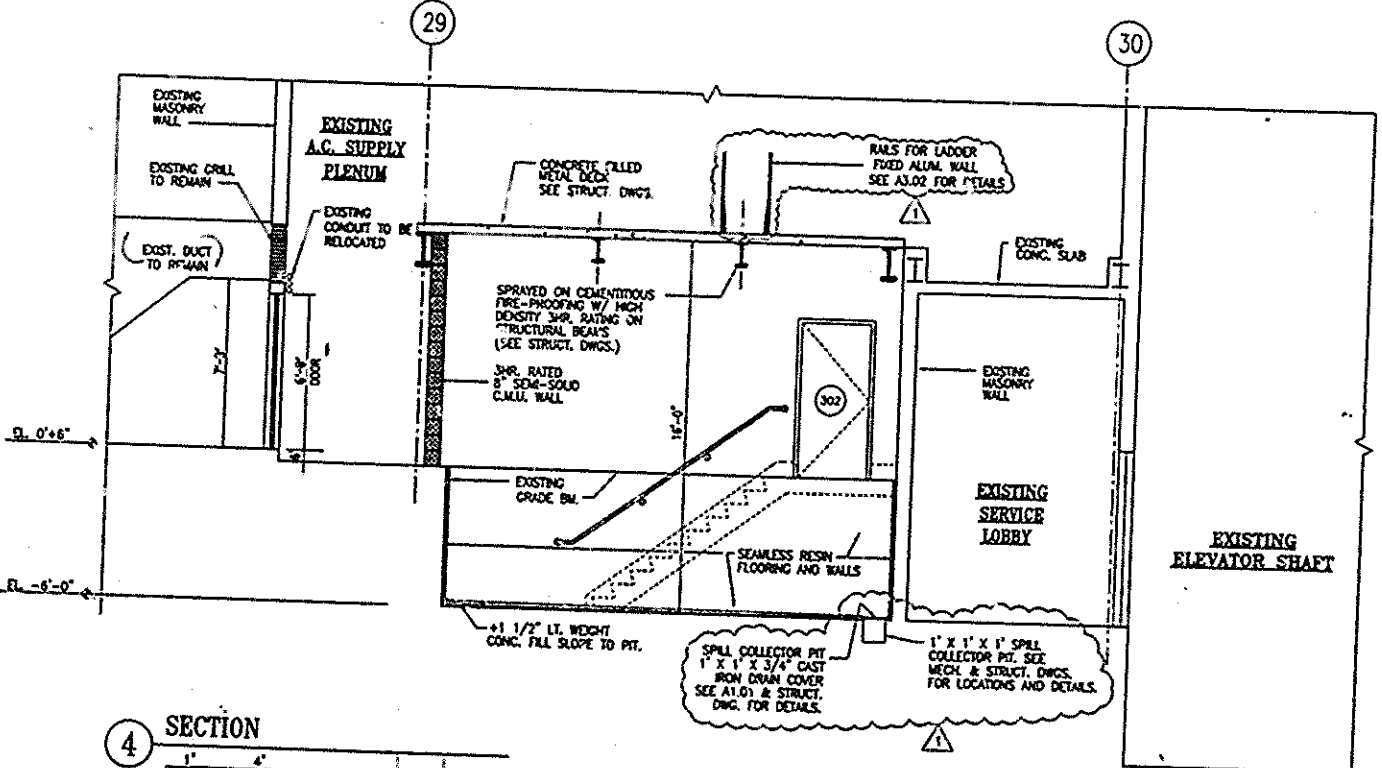 29
30
EXISTING
MASONRY
WALL
EXISTING GRILL
TO REMAIN
EXISTING
A.C. SUPPLY
PLENUM
EXISTING
CONDUIT TO BE
RELOCATED
EXIST. DUCT
TO REMAIN
CONCRETE FILLED
METAL DECK
SEE STRUCT. DWGS.
RAILS FOR LADDER
FIXED ALUM. WALL
SEE A3.02 FOR DETAILS
1
EXISTING
CONC. SLAB
SPRAYED ON CEMENTITIOUS
FIRE-PROOFING W/ HIGH
DENSITY 3HR. RATING ON
STRUCTURAL BEAMS
(SEE STRUCT. DWGS.)
3HR. RATED
8" SEMI-SOLID
C.M.U. WALL
7'-3"
6'-8"
DOOR
6"
16'-0"
302
EXISTING
MASONRY
WALL
EL. 0'+6"
EXISTING
GRADE BM.
EXISTING
SERVICE
LOBBY
EXISTING
ELEVATOR SHAFT
SEAMLESS RESIN
FLOORING AND WALLS
EL. -6'-0"
+1 1/2" LT. WEIGHT
CONC. FILL SLOPE TO PIT.
SPILL COLLECTOR PIT
1" X 1" X 3/4" CAST
IRON DRAIN COVER
SEE A1.01 & STRUCT.
DWG. FOR DETAILS.
1' X 1' X 1' SPILL
COLLECTOR PIT. SEE
MECH. & STRUCT. DWGS.
FOR LOCATIONS AND DETAILS.
1
4
SECTION
1" 4"